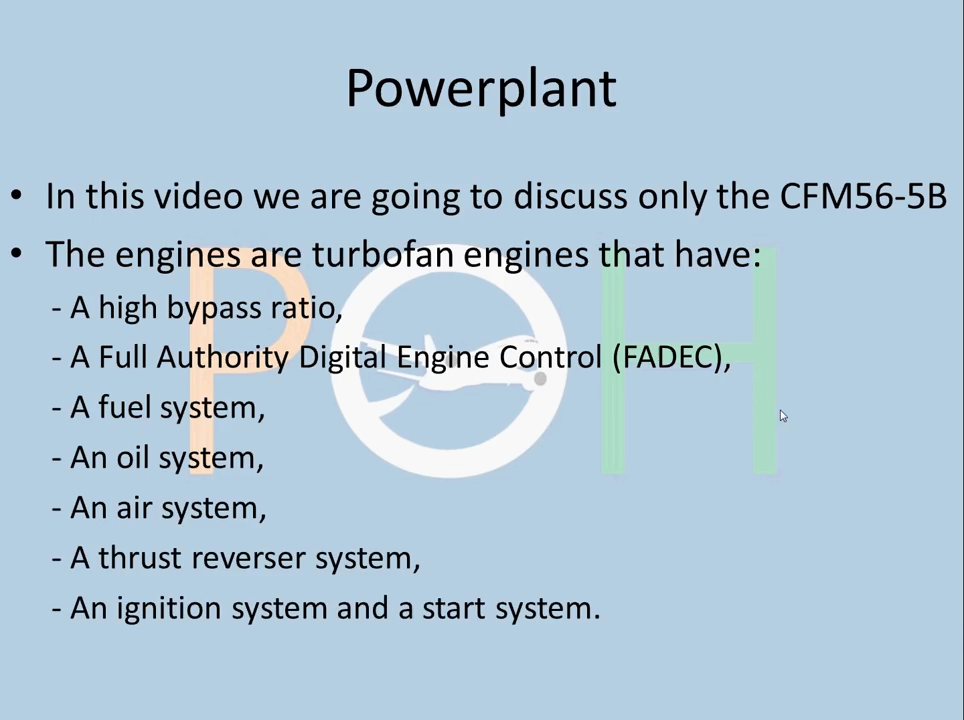 Powerplant
• In this video we are going to discuss only the CFM56-5B
• The engines are turbofan engines that have:
- A high bypass ratio,
- A Full Authority Digital Engine Control (FADEC),
- A fuel system,
- An oil system,
- An air system,
- A thrust reverser system,
- An ignition system and a start system.
POH